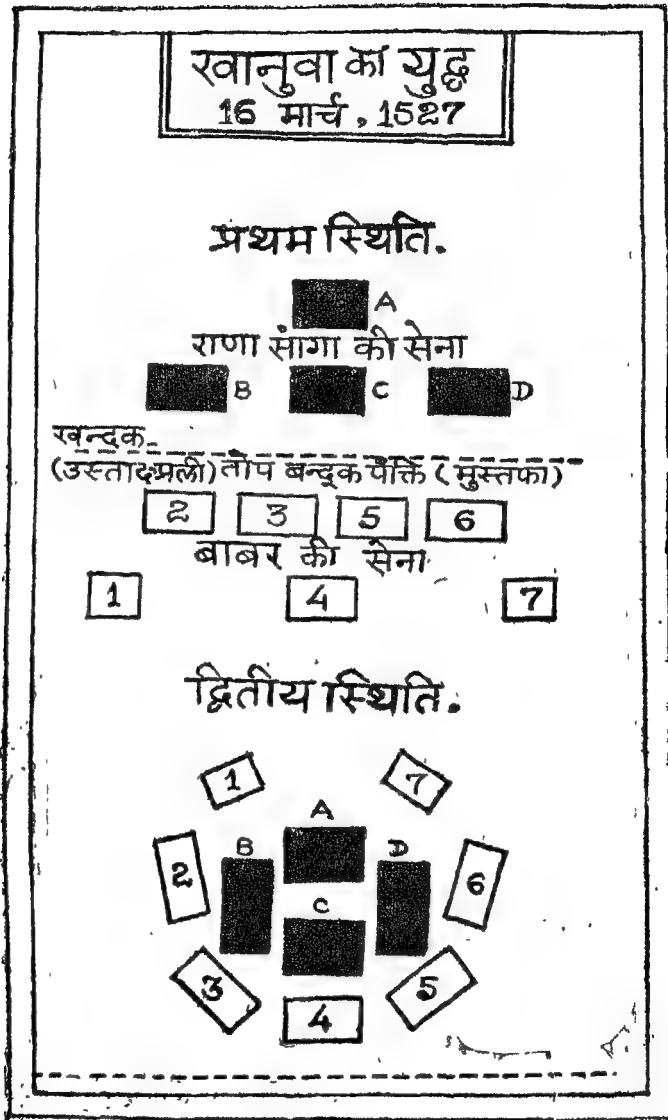 खानुवा का युद्ध
16 मार्च, 1527
प्रथम स्थिति.
A
राणा सांगा की सेना
B C D
खन्दक
(उस्तादअली) तोप बन्दूक पंक्ति (मुस्तफा)
2 3 5 6
बाबर की सेना
1 4 7
द्वितीय स्थिति.
1 7
A
B D
2 6
C
3 5
4